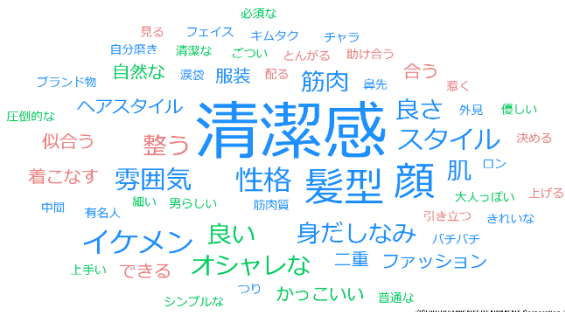 必須な
見る フェイス キムタク チャラ
自分磨き 清潔な ごつい とんがる 助け合う
自然な 涙袋 服装 筋肉 配る 鼻先 合う 惹く
ブランド物
圧倒的な ヘアスタイル 清潔感 良さ 外見 優しい
似合う 整う スタイル 決める
着こなす 雰囲気 性格 髪型 顔 肌 ロン
中間 有名人 細い 男らしい 筋肉質 大人っぽい 上げる
引き立つ きれいな
イケメン 良い 身だしなみ パチパチ
上手い できる オシャレな 二重 ファッション
シンプルな つり かっこいい 普通な